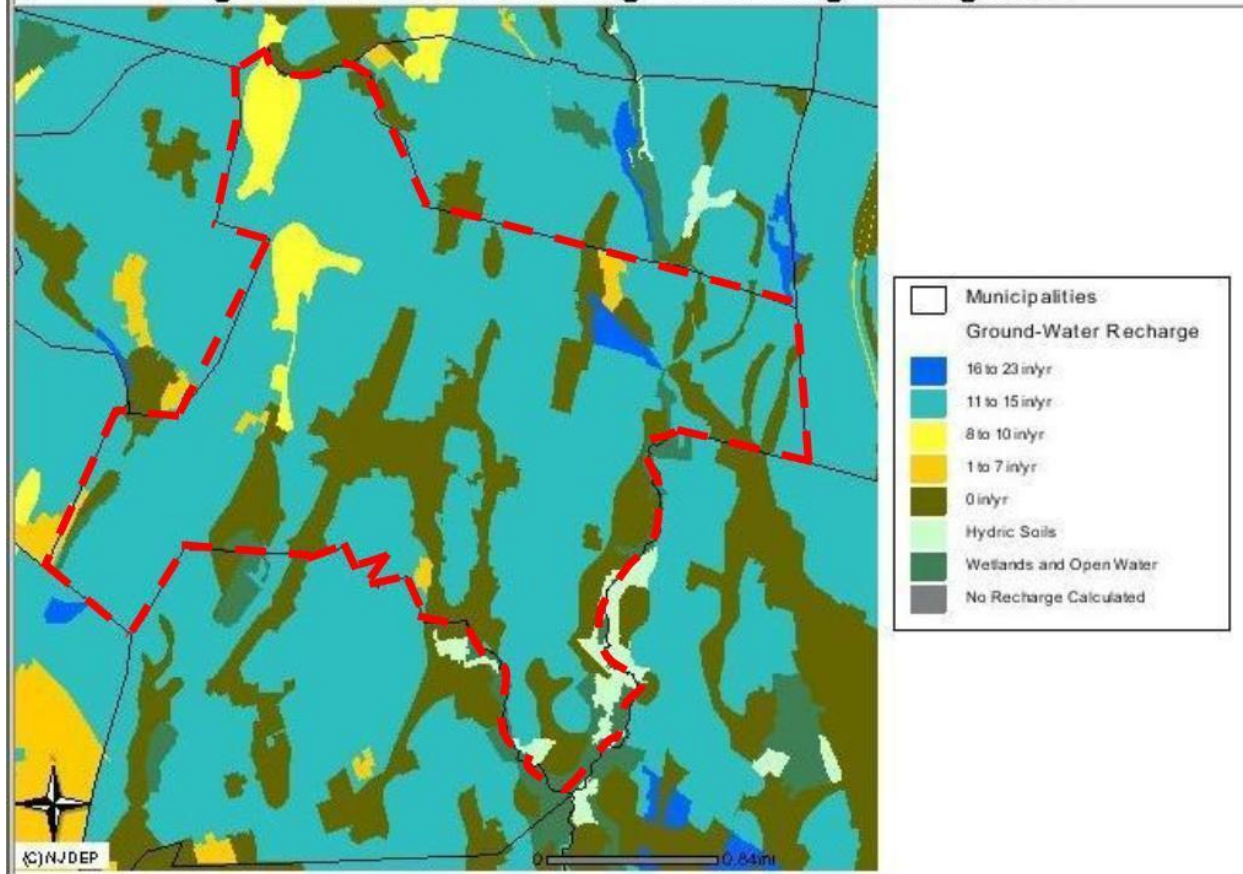 Municipalities
Ground-Water Recharge
16 to 23 in/yr
11 to 15 in/yr
8 to 10 in/yr
1 to 7 in/yr
0 in/yr
Hydric Soils
Wetlands and Open Water
No Recharge Calculated
(C) NJDEP
0 0.84mi